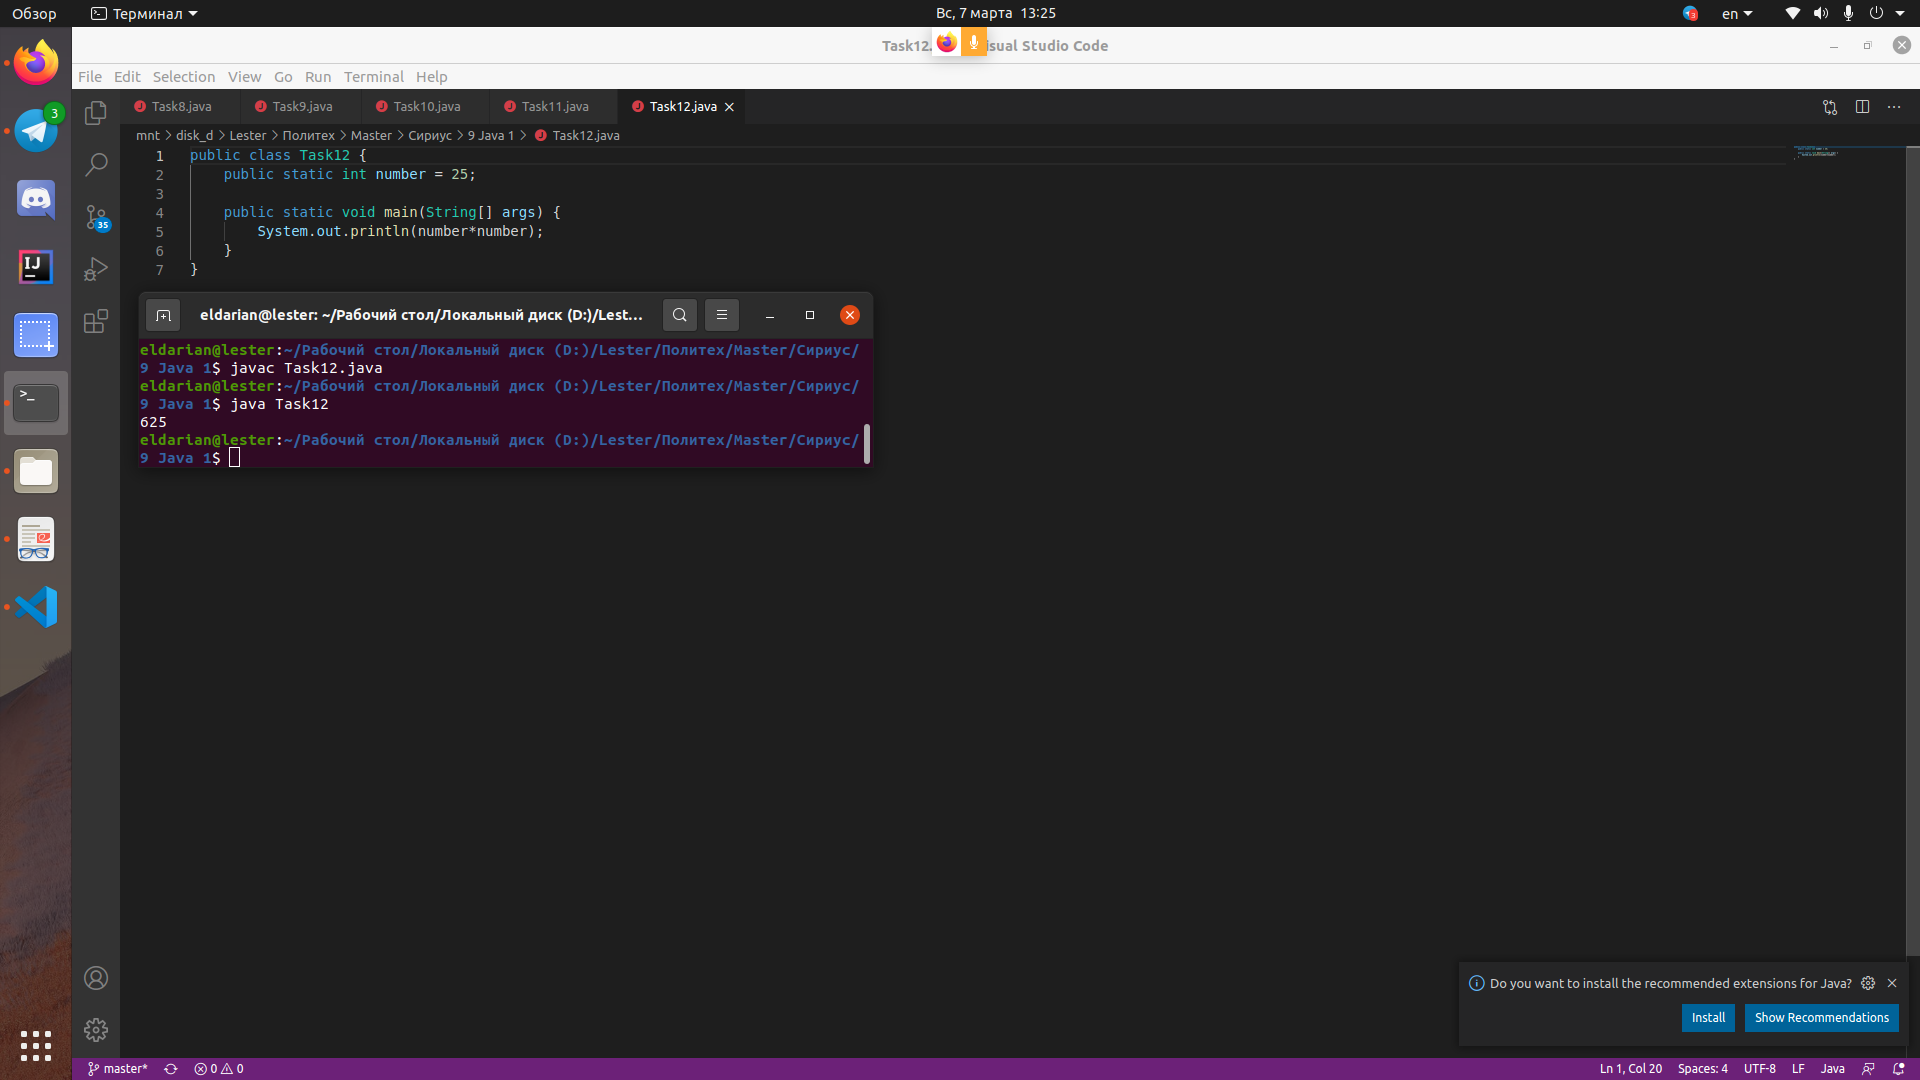 Обзор
Терминал
Вс, 7 марта 13:25
3
en
Task12. isual Studio Code
File Edit Selection View Go Run Terminal Help
3
Task8.java Task9.java Task10.java Task11.java Task12.java
mnt > disk_d > Lester > Политех > Master > Сириус > 9 Java 1 > Task12.java
1 public class Task12 {
2 public static int number = 25;
3
4 public static void main(String[] args) {
5 System.out.println(number*number);
6 }
7 }
35
IJ
eldarian@lester: ~/Рабочий стол/Локальный диск (D:)/Lest...
eldarian@lester:~/Рабочий стол/Локальный диск (D:)/Lester/Политех/Master/Сириус/
9 Java 1$ javac Task12.java
eldarian@lester:~/Рабочий стол/Локальный диск (D:)/Lester/Политех/Master/Сириус/
9 Java 1$ java Task12
625
eldarian@lester:~/Рабочий стол/Локальный диск (D:)/Lester/Политех/Master/Сириус/
9 Java 1$
>_
Do you want to install the recommended extensions for Java?
Install Show Recommendations
master* 0 0 Ln 1, Col 20 Spaces: 4 UTF-8 LF Java